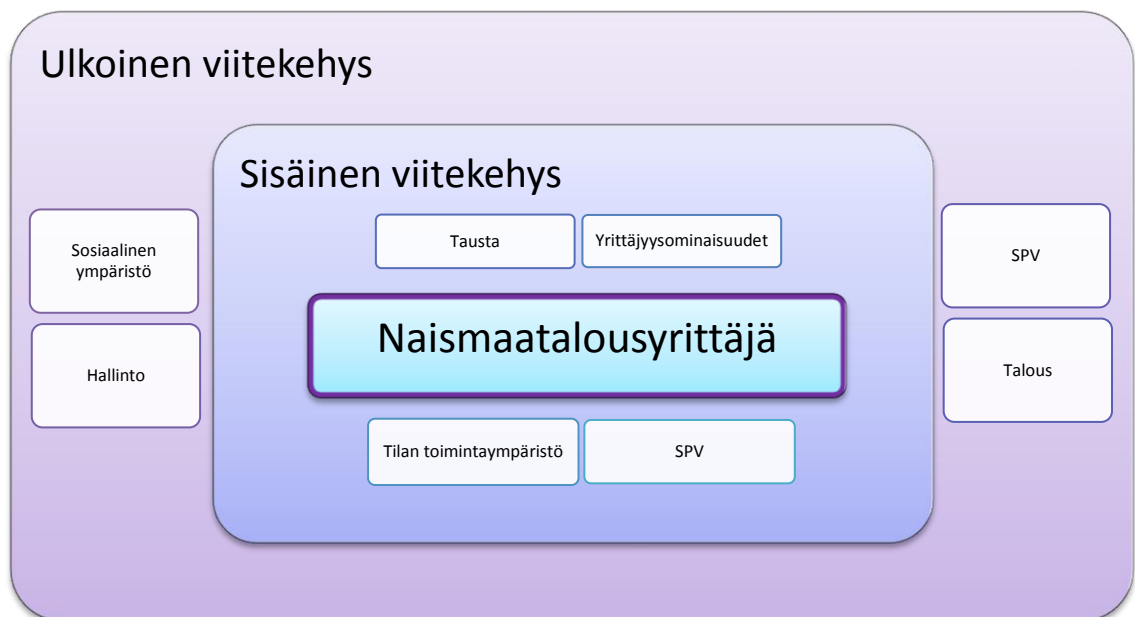 Ulkoinen viitekehys
Sisäinen viitekehys
Sosiaalinen
ympäristö
Hallinto
Tausta
Yrittäjyysominaisuudet
Naismaatalousyrittäjä
Tilan toimintaympäristö
SPV
SPV
Talous